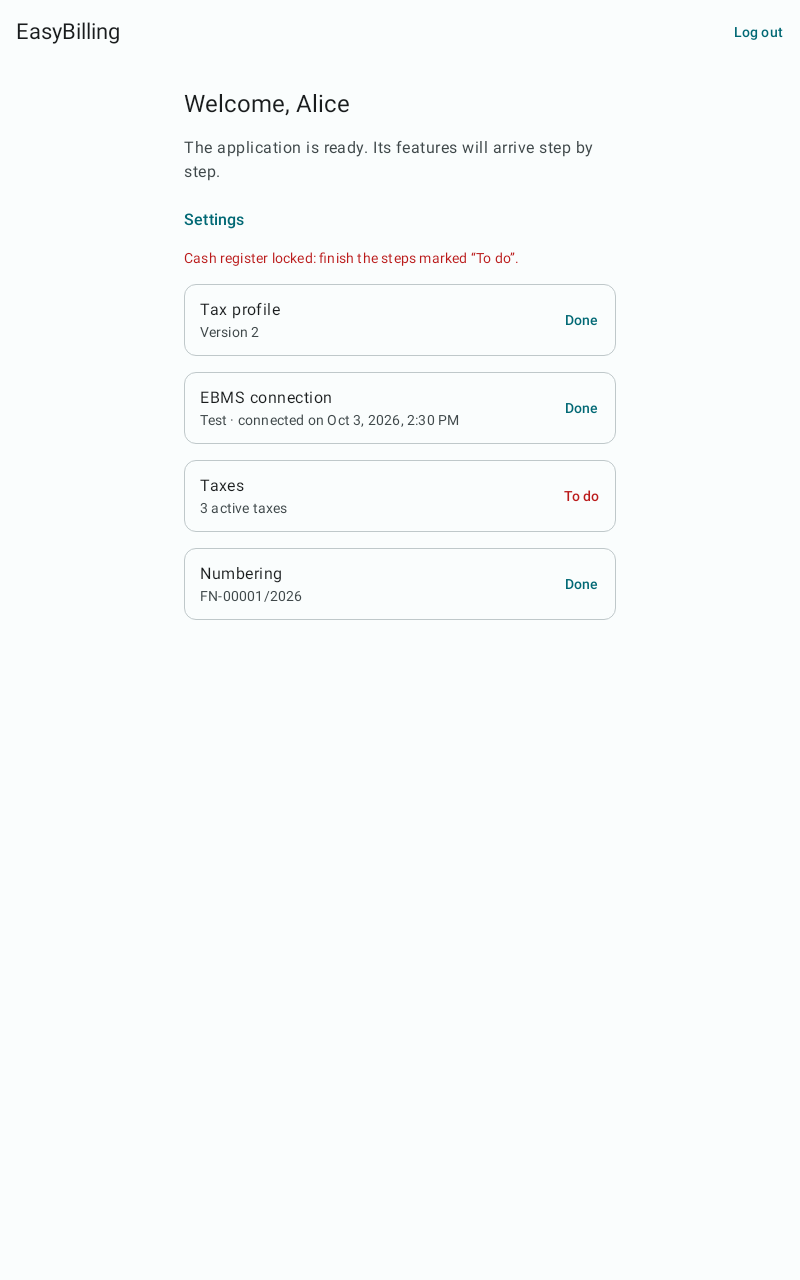 EasyBilling
Log out
Welcome, Alice
The application is ready. Its features will arrive step by
step.
Settings
Cash register locked: finish the steps marked “To do”.
Tax profile
Version 2
Done
EBMS connection
Test · connected on Oct 3, 2026, 2:30 PM
Done
Taxes
3 active taxes
To do
Numbering
FN-00001/2026
Done